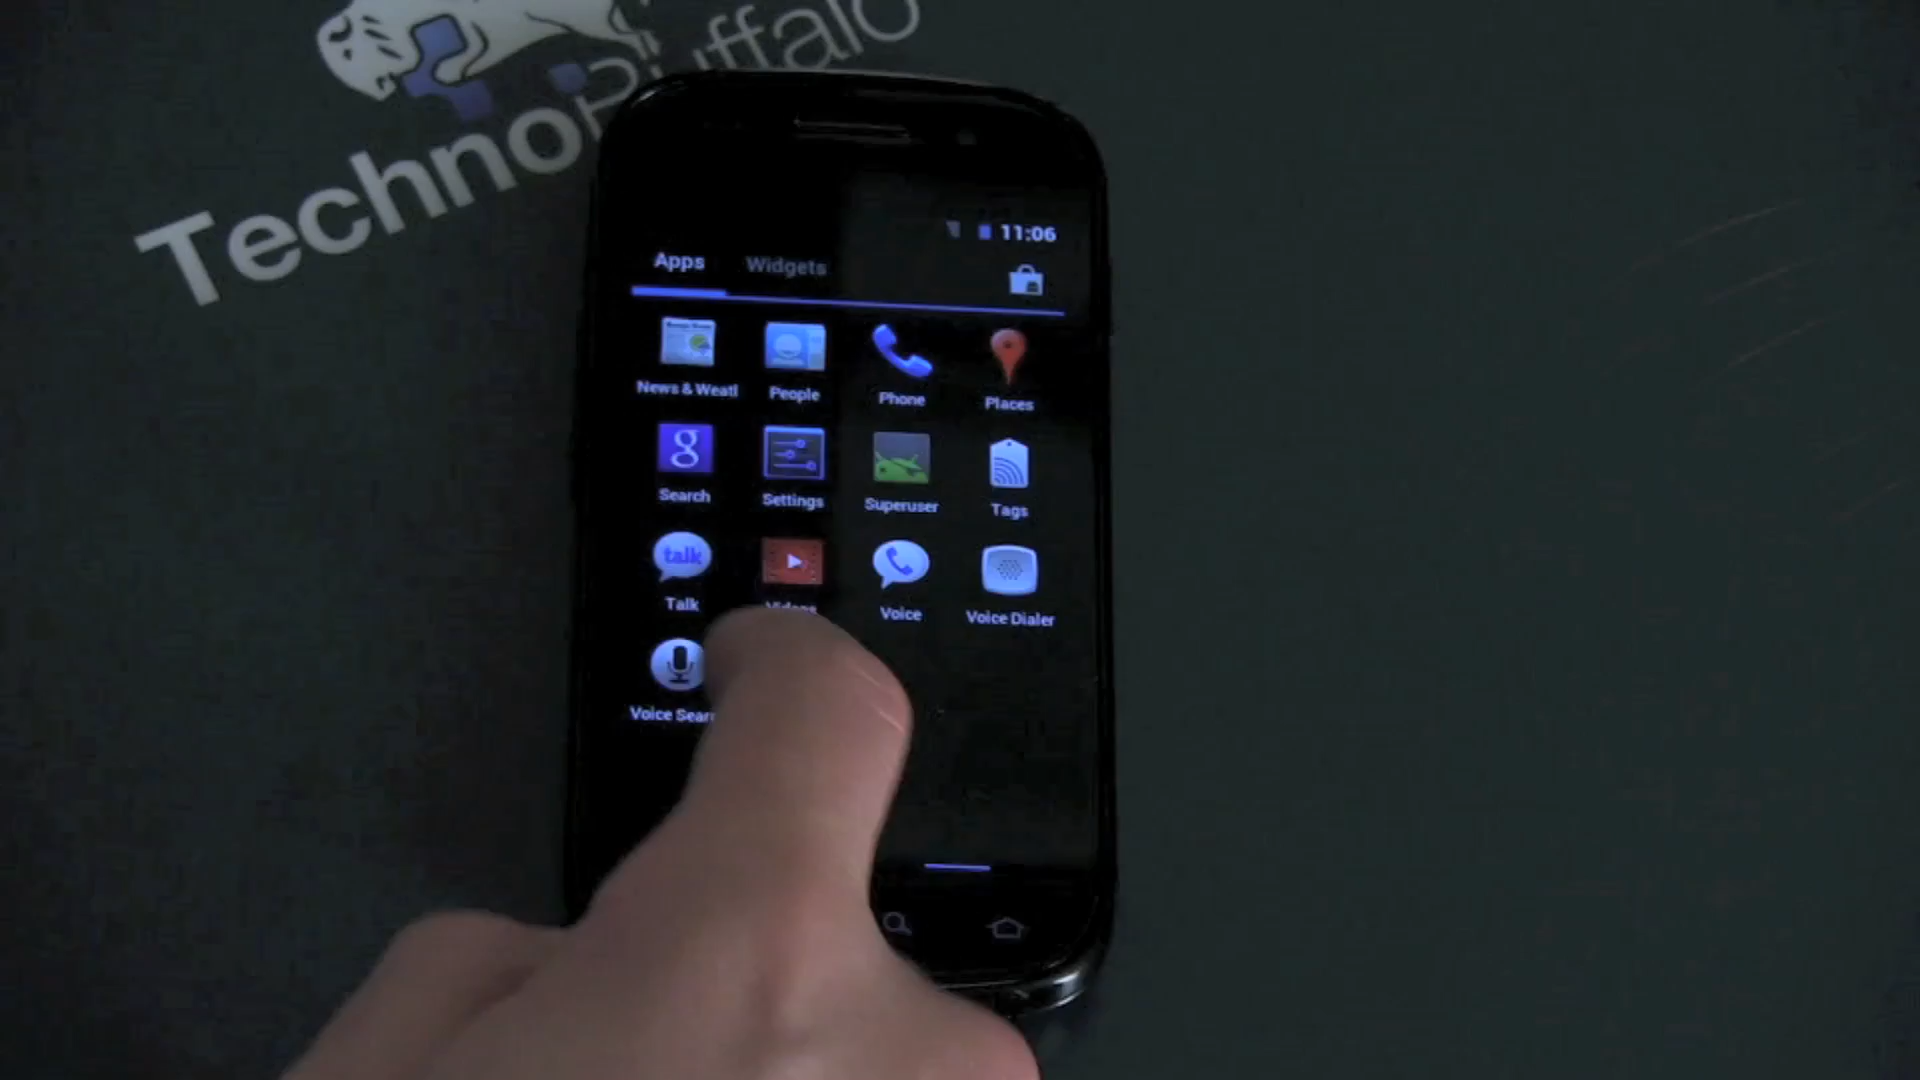 TechnoBuffalo
11:06
Apps Widgets
News & Weatl People Phone Places
g
Search Settings Superuser Tags
talk
Talk Videos Voice Voice Dialer
Voice Sear